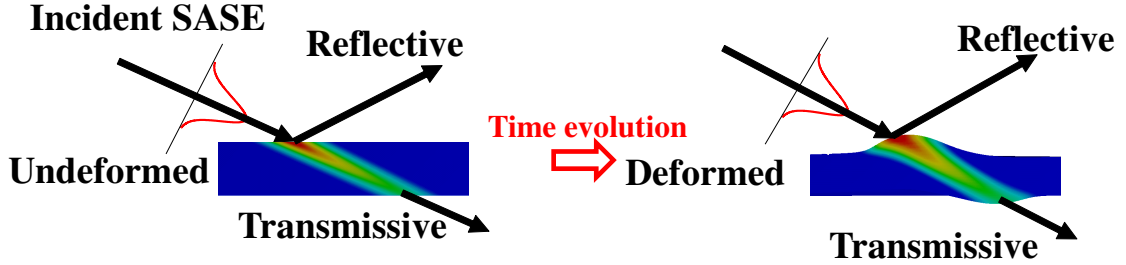 Incident SASE
Reflective
Undeformed
Transmissive
Time evolution
Reflective
Deformed
Transmissive